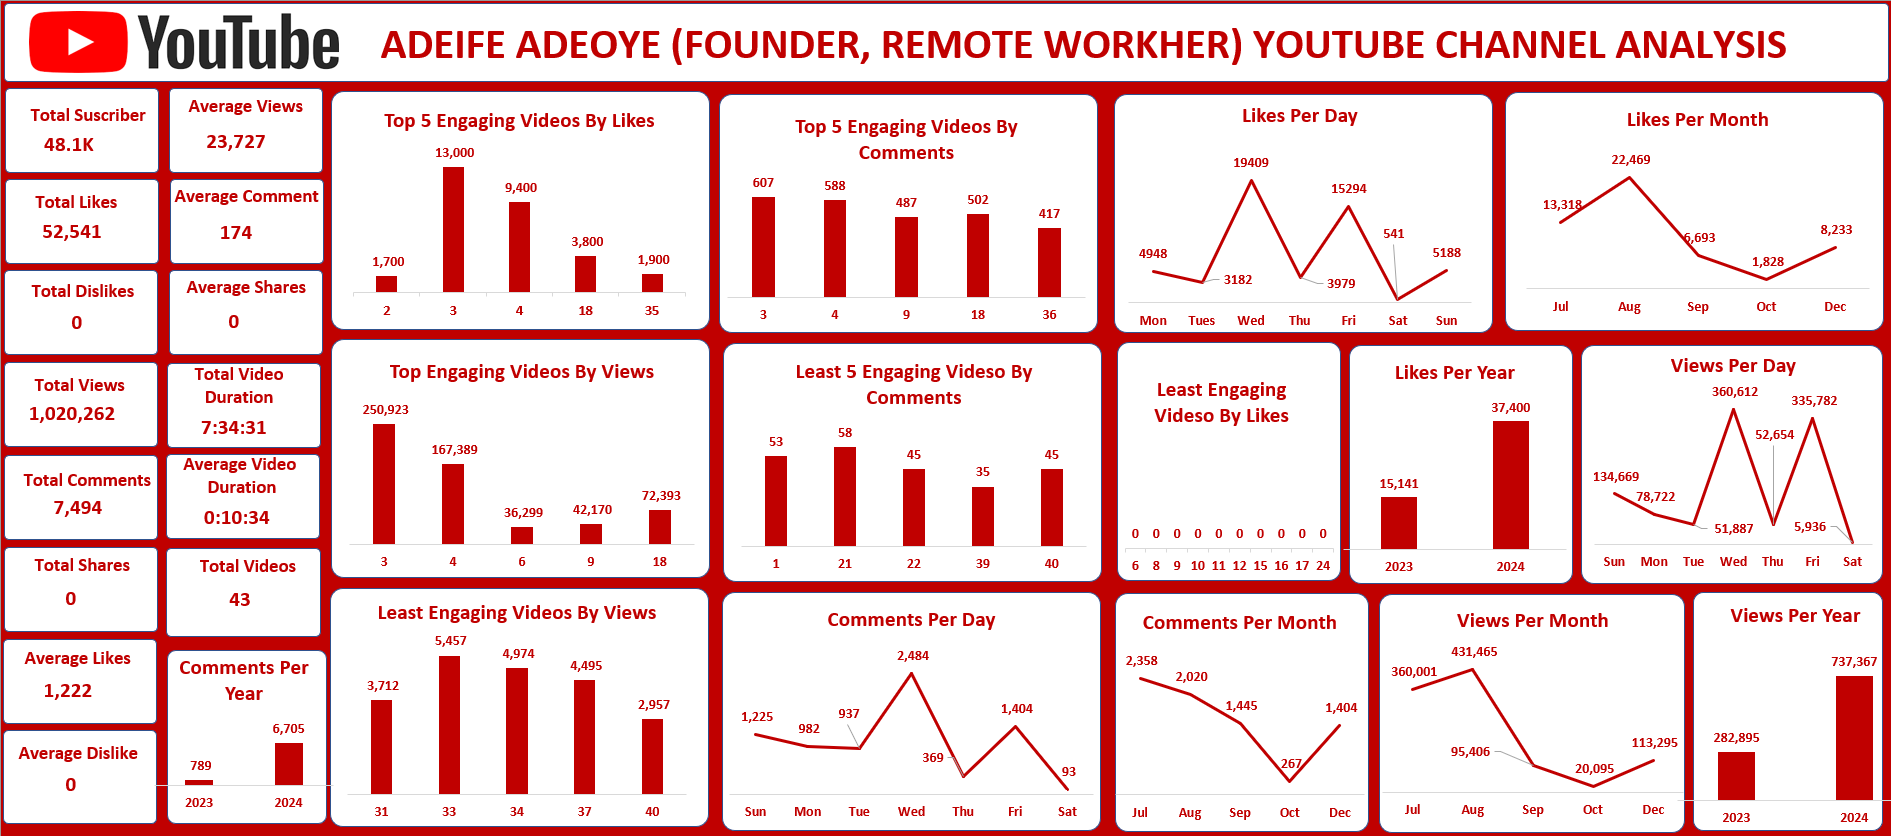 YouTube
ADEIFE ADEOYE (FOUNDER, REMOTE WORKHER) YOUTUBE CHANNEL ANALYSIS
Total Suscriber
48.1K
Average Views
23,727
Total Likes
52,541
Average Comment
174
Total Dislikes
0
Average Shares
0
Total Views
1,020,262
Total Video
Duration
7:34:31
Total Comments
7,494
Average Video
Duration
0:10:34
Total Shares
0
Total Videos
43
Average Likes
1,222
Average Dislike
0
Comments Per
Year
789
6,705
2023 2024
Top 5 Engaging Videos By Likes
1,700 13,000 9,400 3,800 1,900
2 3 4 18 35
Top 5 Engaging Videos By
Comments
607 588 487 502 417
3 4 9 18 36
Likes Per Day
4948 3182 19409 3979 15294 541 5188
Mon Tues Wed Thu Fri Sat Sun
Likes Per Month
13,318 22,469 6,693 1,828 8,233
Jul Aug Sep Oct Dec
Top Engaging Videos By Views
250,923 167,389 36,299 42,170 72,393
3 4 6 9 18
Least 5 Engaging Videso By
Comments
53 58 45 35 45
1 21 22 39 40
Least Engaging
Videso By Likes
0 0 0 0 0 0 0 0 0 0
6 8 9 10 11 12 15 16 17 24
Likes Per Year
15,141 37,400
2023 2024
Views Per Day
134,669 78,722 51,887 360,612 52,654 335,782 5,936
Sun Mon Tue Wed Thu Fri Sat
Least Engaging Videos By Views
3,712 5,457 4,974 4,495 2,957
31 33 34 37 40
Comments Per Day
1,225 982 937 2,484 369 1,404 93
Sun Mon Tue Wed Thu Fri Sat
Comments Per Month
2,358 2,020 1,445 267 1,404
Jul Aug Sep Oct Dec
Views Per Month
360,001 431,465 95,406 20,095 113,295
Jul Aug Sep Oct Dec
Views Per Year
282,895 737,367
2023 2024